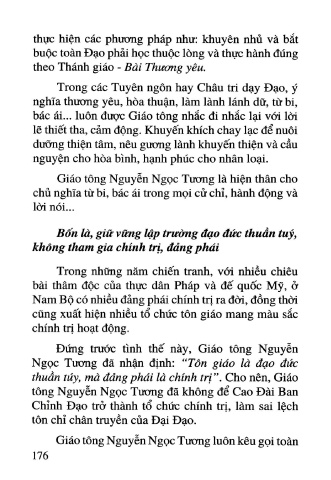 thực hiện các phương pháp như: khuyên nhủ và bắt
buộc toàn Đạo phải học thuộc lòng và thực hành đúng
theo Thánh giáo - Bài Thương yêu.
Trong các Tuyên ngôn hay Châu tri dạy Đạo, ý
nghĩa thương yêu, hòa thuận, làm lành lánh dữ, từ bi,
bác ái... luôn được Giáo tông nhắc đi nhắc lại với lời
lẽ thiết tha, cảm động. Khuyến khích chay lạc để nuôi
dưỡng thiện tâm, nêu gương lành khuyến thiện và cầu
nguyện cho hòa bình, hạnh phúc cho nhân loại.
Giáo tông Nguyễn Ngọc Tương là hiện thân cho
chủ nghĩa từ bi, bác ái trong mọi cử chỉ, hành động và
lời nói...
Bốn là, giữ vững lập trường đạo đức thuần tuý,
không tham gia chính trị, đảng phái
Trong những năm chiến tranh, với nhiều chiêu
bài thâm độc của thực dân Pháp và đế quốc Mỹ, ở
Nam Bộ có nhiều đảng phái chính trị ra đời, đồng thời
cũng xuất hiện nhiều tổ chức tôn giáo mang màu sắc
chính trị hoạt động.
Đứng trước tình thế này, Giáo tông Nguyễn
Ngọc Tương đã nhận định: “Tôn giáo là đạo đức
thuần túy, mà đảng phái là chính trị”. Cho nên, Giáo
tông Nguyễn Ngọc Tương đã không để Cao Đài Ban
Chỉnh Đạo trở thành tổ chức chính trị, làm sai lệch
tôn chỉ chân truyền của Đại Đạo.
Giáo tông Nguyễn Ngọc Tương luôn kêu gọi toàn
176